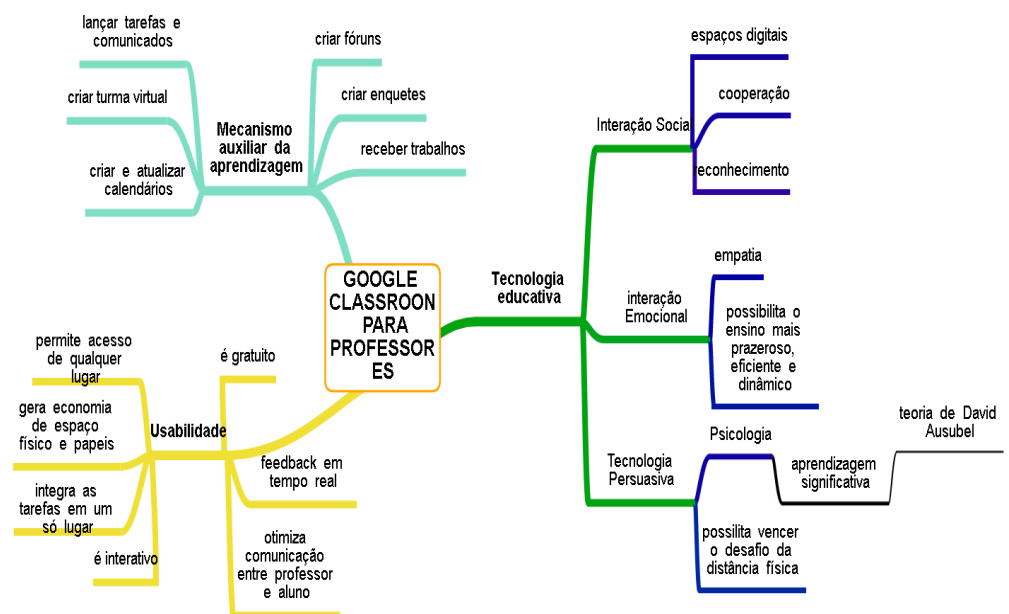 GOOGLE
CLASSROON
PARA
PROFESSOR
ES
Mecanismo
auxiliar da
aprendizagem
lançar tarefas e
comunicados
criar turma virtual
criar e atualizar
calendários
criar fóruns
criar enquetes
receber trabalhos
Tecnologia
educativa
Interação Social
espaços digitais
cooperação
reconhecimento
interação
Emocional
empatia
possibilita o
ensino mais
prazeroso,
eficiente e
dinâmico
Tecnologia
Persuasiva
Psicologia
aprendizagem
significativa
teoria de David
Ausubel
possilita vencer
o desafio da
distância física
Usabilidade
permite acesso
de qualquer
lugar
gera economia
de espaço
físico e papeis
integra as
tarefas em um
só lugar
é interativo
é gratuito
feedback em
tempo real
otimiza
comunicação
entre professor
e aluno